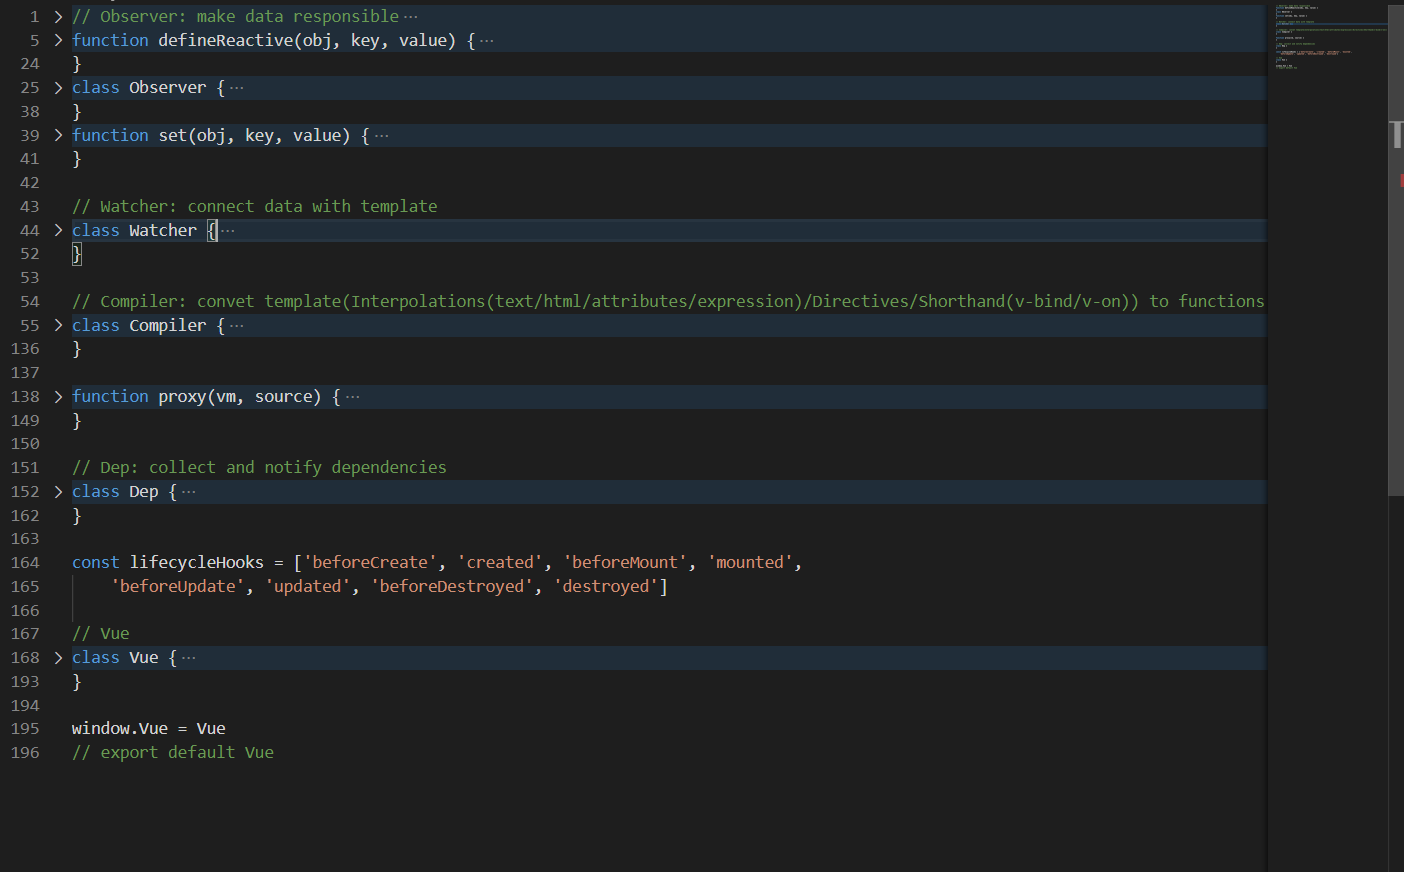 1 > // Observer: make data responsible ···
5 > function defineReactive(obj, key, value) { ···
24 }
25 > class Observer { ···
38 }
39 > function set(obj, key, value) { ···
41 }
42
43 // Watcher: connect data with template
44 > class Watcher { ···
52 }
53
54 // Compiler: convet template(Interpolations(text/html/attributes/expression)/Directives/Shorthand(v-bind/v-on)) to functions
55 > class Compiler { ···
136 }
137
138 > function proxy(vm, source) { ···
149 }
150
151 // Dep: collect and notify dependencies
152 > class Dep { ···
162 }
163
164 const lifecycleHooks = ['beforeCreate', 'created', 'beforeMount', 'mounted',
165 'beforeUpdate', 'updated', 'beforeDestroyed', 'destroyed']
166
167 // Vue
168 > class Vue { ···
193 }
194
195 window.Vue = Vue
196 // export default Vue